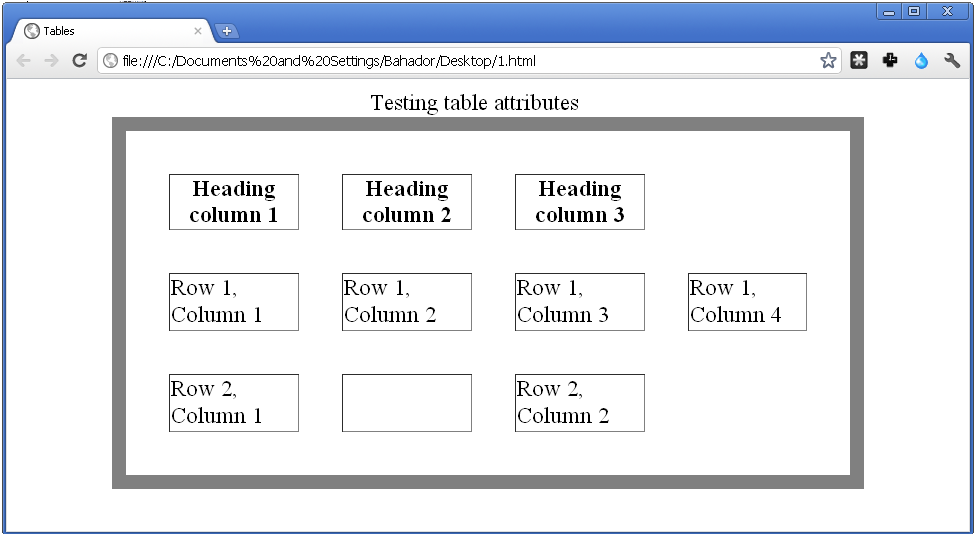 Tables
file:///C:/Documents%20and%20Settings/Bahador/Desktop/1.html
Testing table attributes
Heading
column 1
Heading
column 2
Heading
column 3
Row 1,
Column 1
Row 1,
Column 2
Row 1,
Column 3
Row 1,
Column 4
Row 2,
Column 1
Row 2,
Column 2